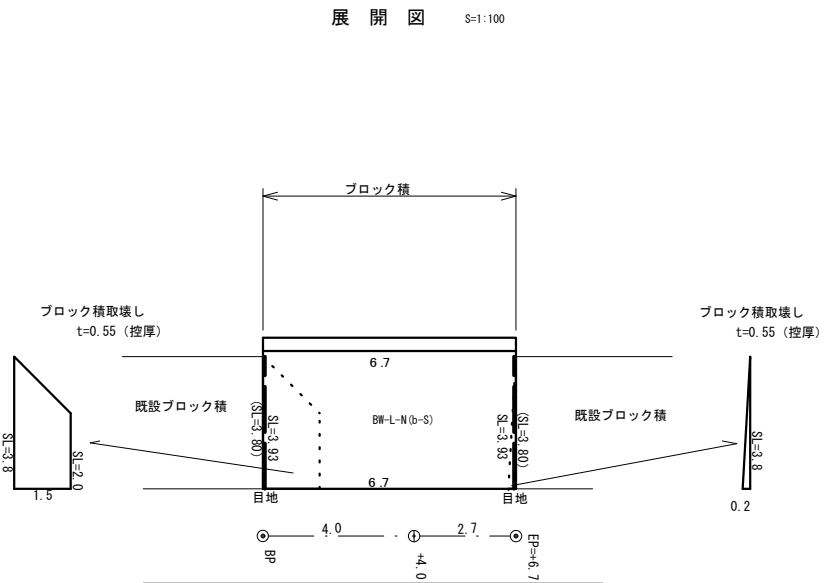 展開図 S=1:100
ブロック積
ブロック積取壊し
t=0.55（控厚）
ブロック積取壊し
t=0.55（控厚）
6.7
既設ブロック積
(SL=3.80)
SL=3.93
BW-L-N(b-S)
SL=3.93
(SL=3.80)
既設ブロック積
SL=3.8
SL=2.0
1.5
SL=3.8
0.2
6.7
目地
目地
4.0
2.7
BP
+4.0
EP=+6.7